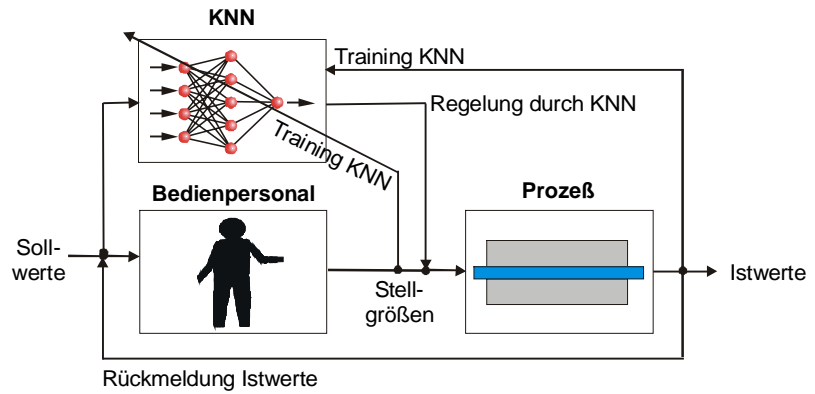 KNN
Training KNN
Regelung durch KNN
Training KNN
Bedienpersonal
Prozeß
Soll-
werte
Stell-
größen
Istwerte
Rückmeldung Istwerte